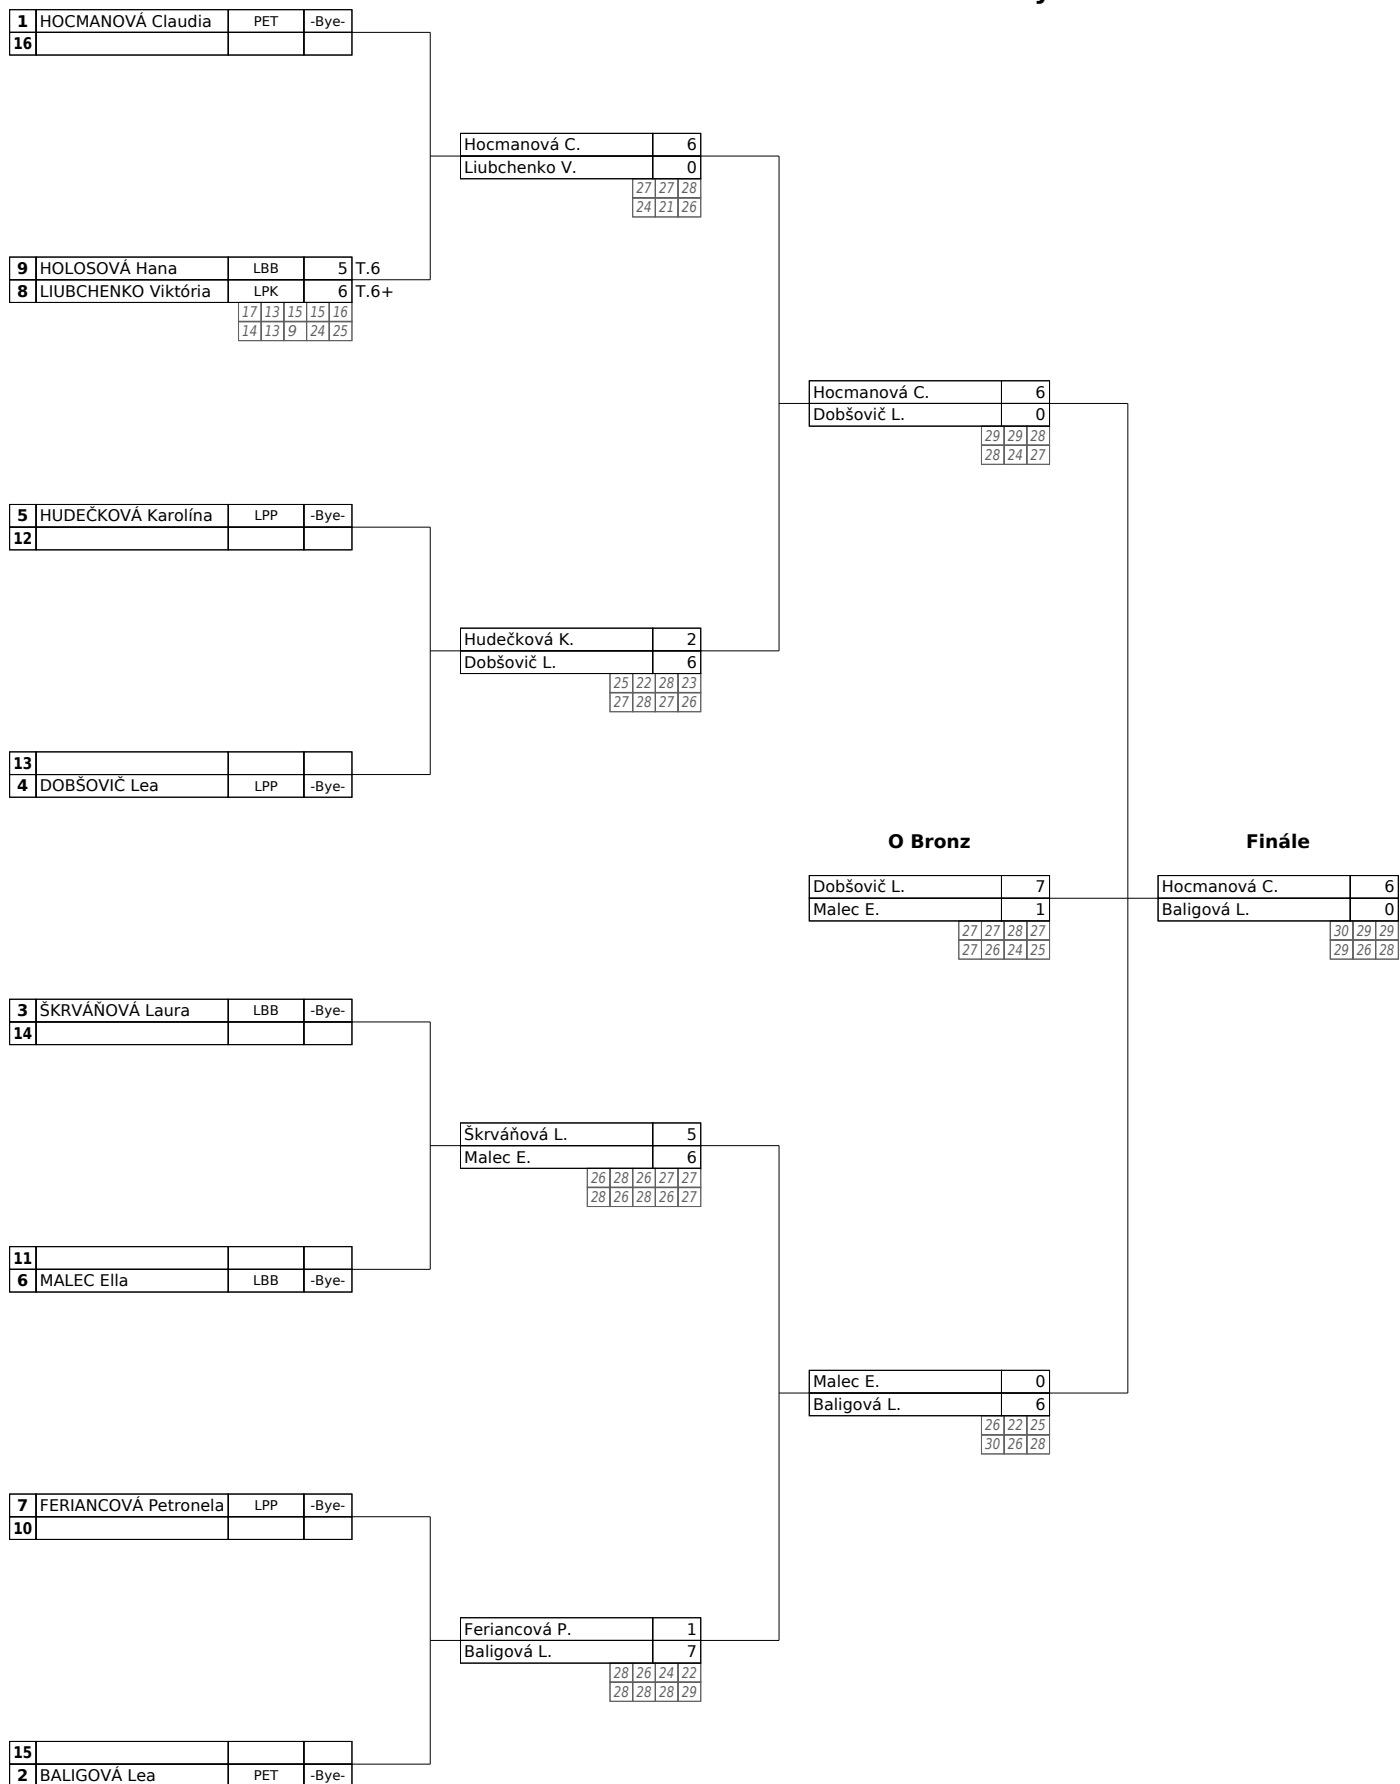 1 HOCMANOVÁ Claudia PET -Bye-
16
Hocmanová C. 6
Liubchenko V. 0
27 27 28
24 21 26
9 HOLOSOVÁ Hana LBB 5 T.6
8 LIUBCHENKO Viktória LPK 6 T.6+
17 13 15 15 16
14 13 9 24 25
Hocmanová C. 6
Dobšovič L. 0
29 29 28
28 24 27
5 HUDEČKOVÁ Karolína LPP -Bye-
12
Hudečková K. 2
Dobšovič L. 6
25 22 28 23
27 28 27 26
13
4 DOBŠOVIČ Lea LPP -Bye-
O Bronz Finále
Dobšovič L. 7 Hocmanová C. 6
Malec E. 1 Baligová L. 0
27 27 28 27 30 29 29
27 26 24 25 29 26 28
3 ŠKRVÁŇOVÁ Laura LBB -Bye-
14
Škrváňová L. 5
Malec E. 6
26 28 26 27 27
28 26 28 26 27
11
6 MALEC Ella LBB -Bye-
Malec E. 0
Baligová L. 6
26 22 25
30 26 28
7 FERIANCOVÁ Petronela LPP -Bye-
10
Feriancová P. 1
Baligová L. 7
28 26 24 22
28 28 28 29
15
2 BALIGOVÁ Lea PET -Bye-